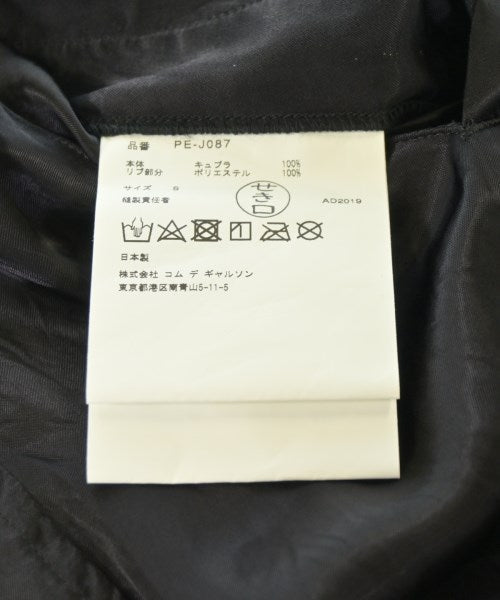 品番 PE-J087
本体 キュプラ 100%
リブ部分 ポリエステル 100%
サイズ S
縫製責任者 せき口 AD2019
日本製
株式会社 コム デ ギャルソン
東京都港区南青山5-11-5